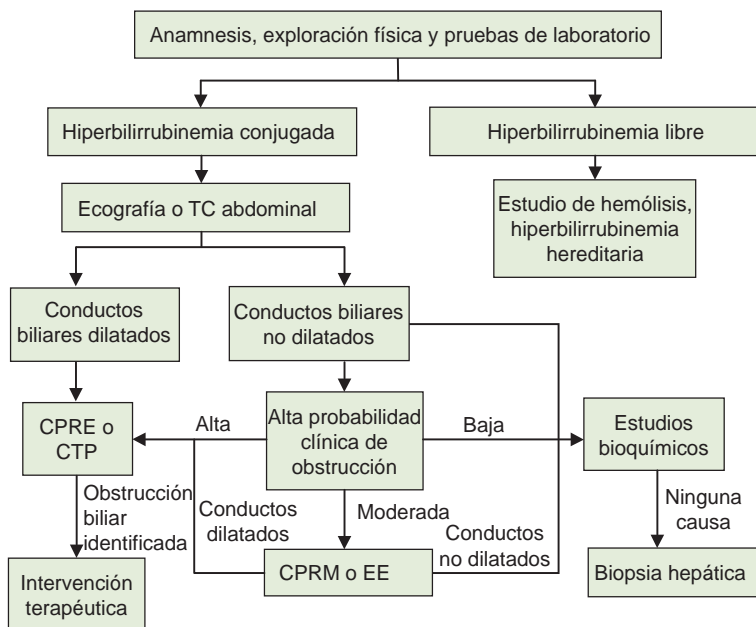 Anamnesis, exploración física y pruebas de laboratorio
Hiperbilirrubinemia conjugada
Hiperbilirrubinemia libre
Ecografía o TC abdominal
Estudio de hemólisis,
hiperbilirrubinemia
hereditaria
Conductos
biliares dilatados
Conductos biliares
no dilatados
CPRE o
CTP
Alta
Alta probabilidad
clínica de
obstrucción
Baja
Estudios
bioquímicos
Obstrucción
biliar
identificada
Conductos
dilatados
Moderada
Conductos
no dilatados
Ninguna
causa
Intervención
terapéutica
CPRM o EE
Biopsia hepática